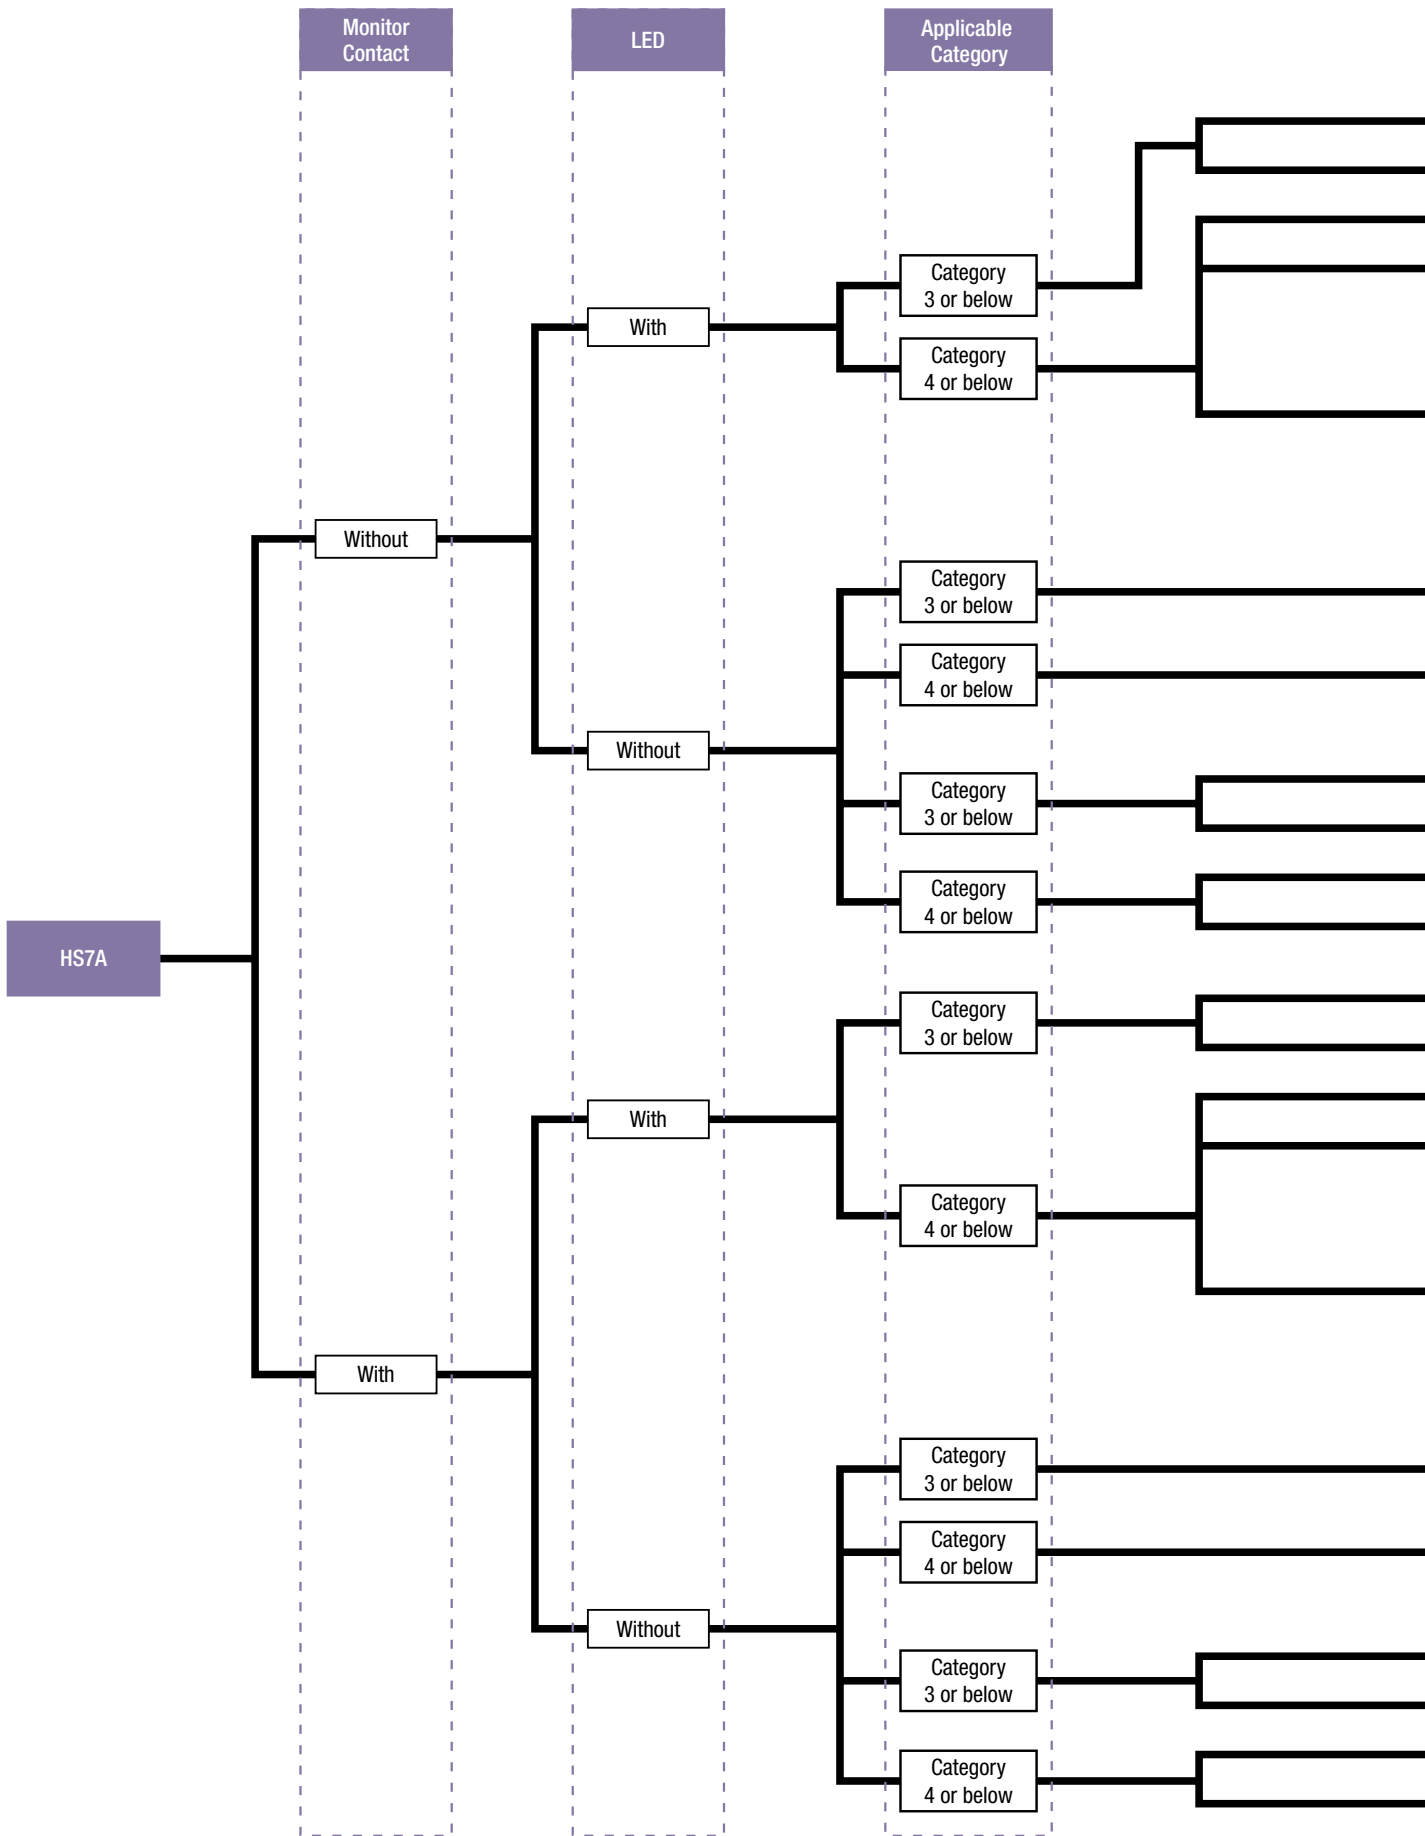 Monitor
Contact
LED
Applicable
Category
Category
3 or below
With
Category
4 or below
Without
Category
3 or below
Category
4 or below
Without
Category
3 or below
Category
4 or below
HS7A
Category
3 or below
With
Category
4 or below
With
Category
3 or below
Category
4 or below
Without
Category
3 or below
Category
4 or below